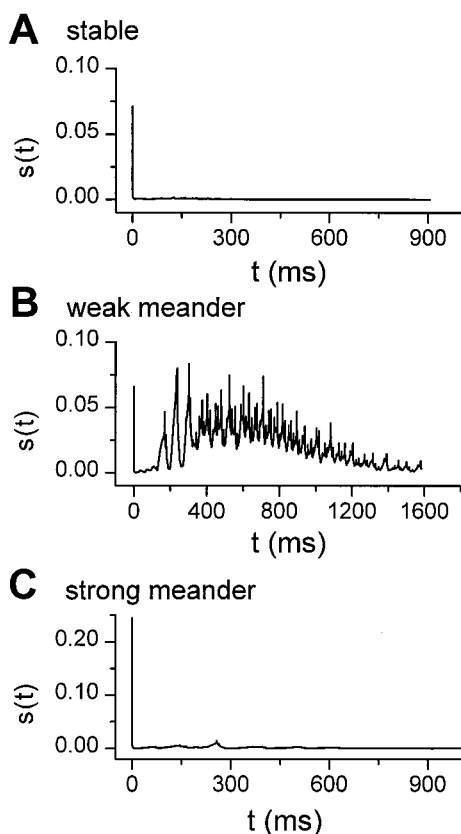 A stable
0.10
0.05
0.00
s(t)
0 300 600 900
t (ms)
B weak meander
0.10
0.05
0.00
s(t)
0 400 800 1200 1600
t (ms)
C strong meander
0.20
0.10
0.00
s(t)
0 300 600 900
t (ms)